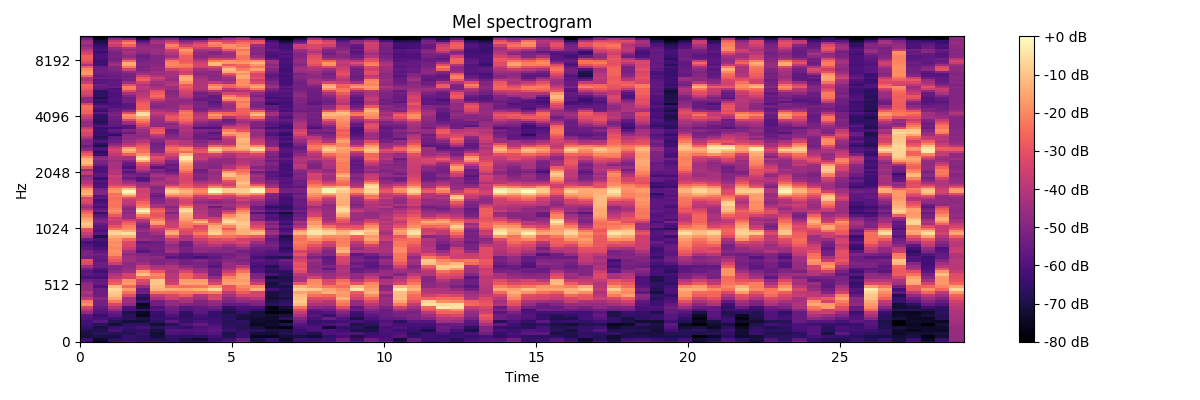 Mel spectrogram
Hz
8192
4096
2048
1024
512
0
0 5 10 15 20 25
Time
+0 dB
-10 dB
-20 dB
-30 dB
-40 dB
-50 dB
-60 dB
-70 dB
-80 dB